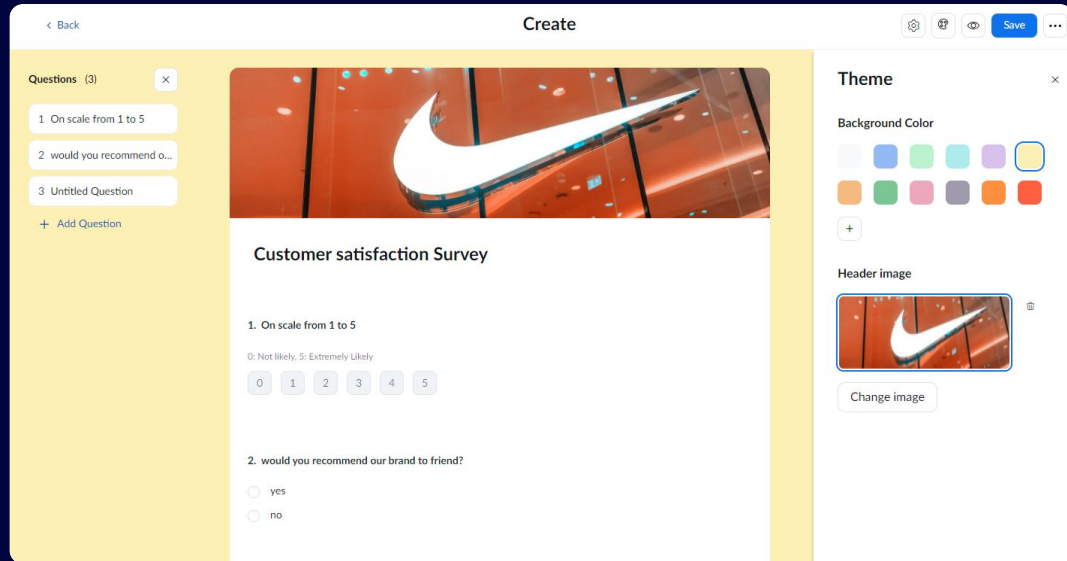 Back
Create
Save
Questions (3)
1 On scale from 1 to 5
2 would you recommend o...
3 Untitled Question
+ Add Question
Customer satisfaction Survey
1. On scale from 1 to 5
0: Not likely, 5: Extremely Likely
0 1 2 3 4 5
2. would you recommend our brand to friend?
yes
no
Theme
Background Color
+
Header image
Change image